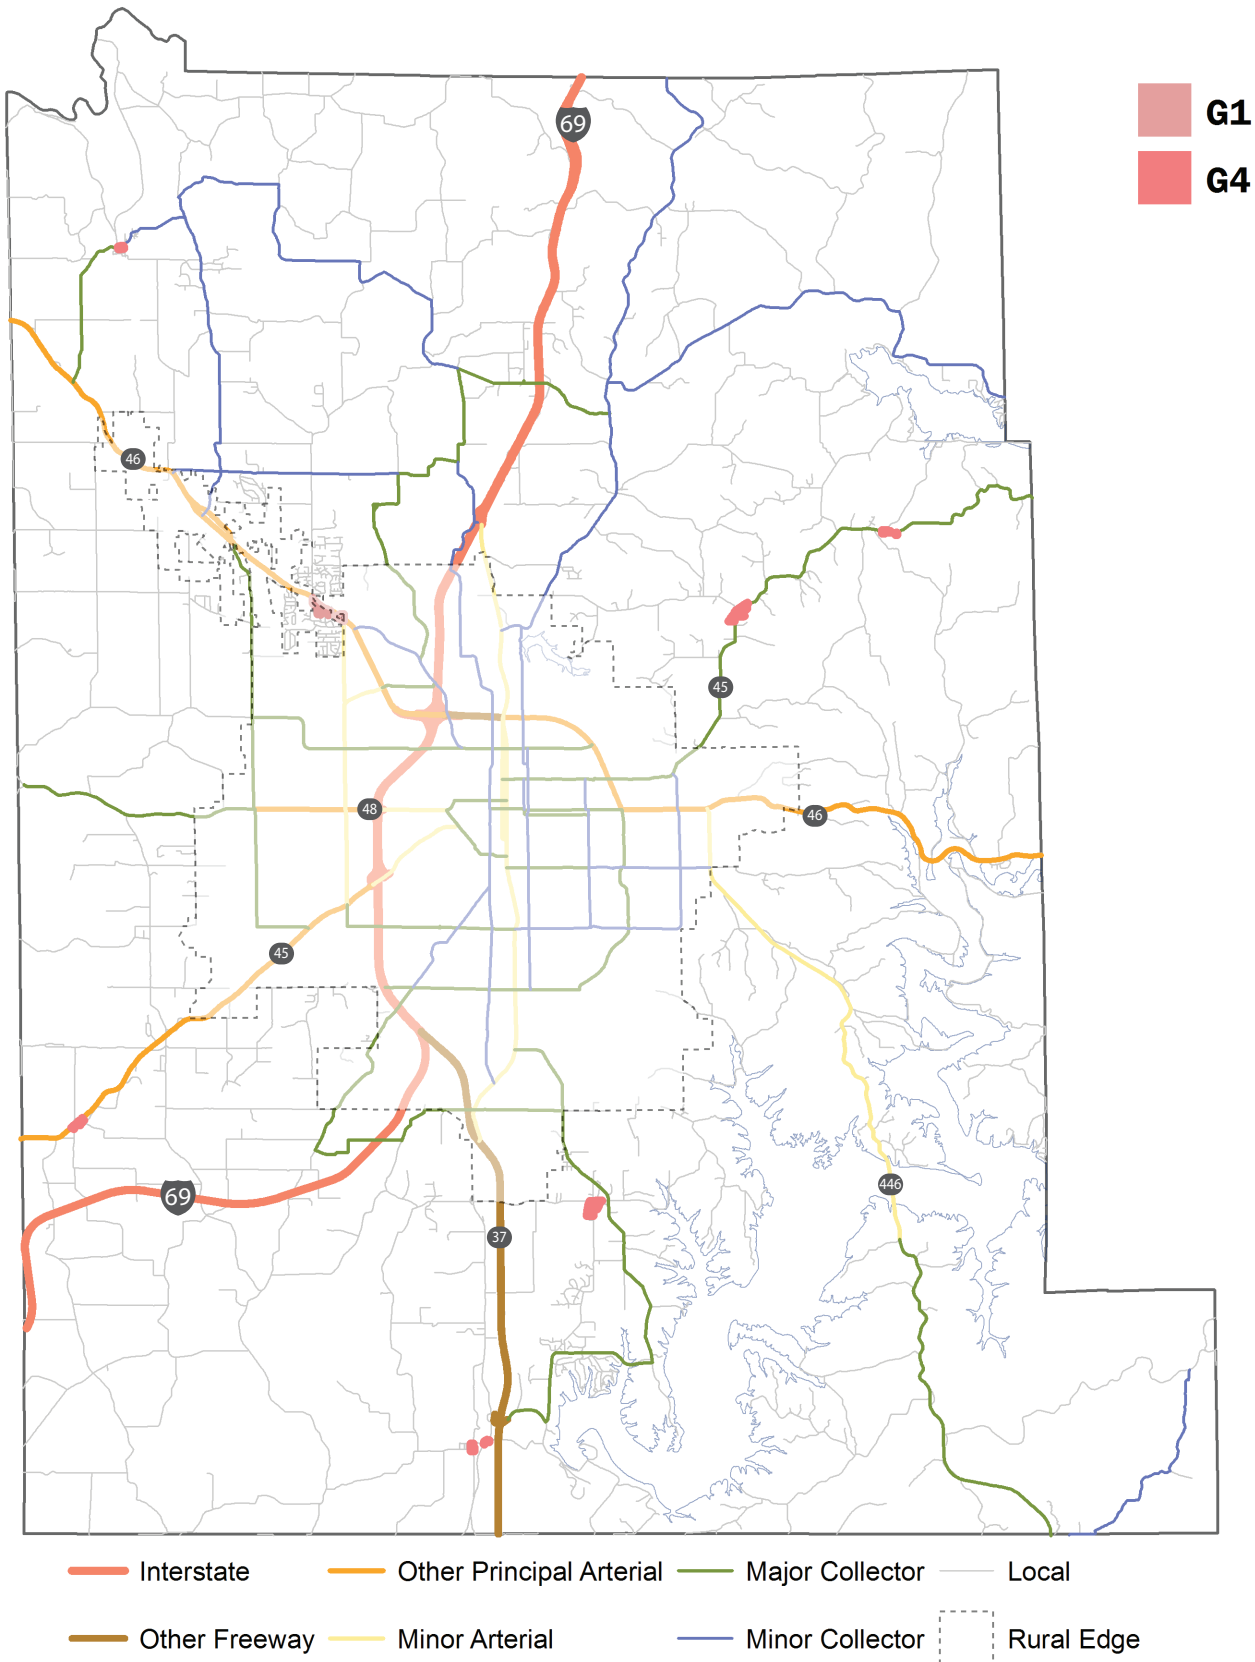 69
G1
G4
46
45
48
46
45
446
69
37
Interstate
Other Principal Arterial
Major Collector
Local
Other Freeway
Minor Arterial
Minor Collector
Rural Edge